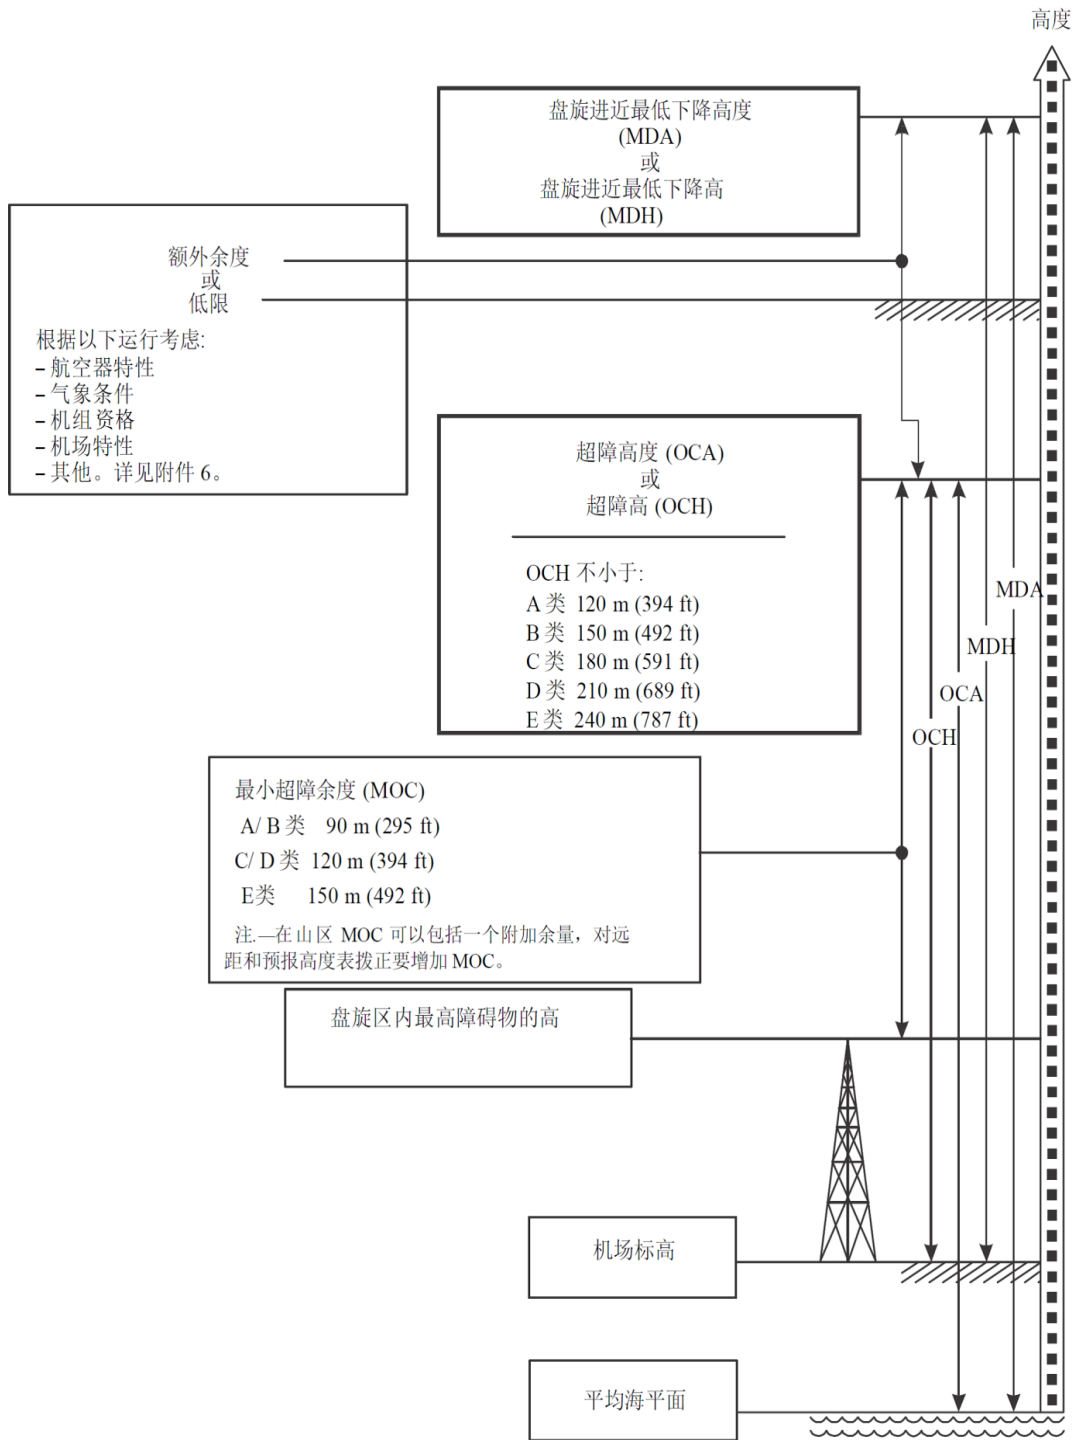 高度
盘旋进近最低下降高度
(MDA)
或
盘旋进近最低下降高
(MDH)
额外余度
或
低限
根据以下运行考虑:
– 航空器特性
– 气象条件
– 机组资格
– 机场特性
– 其他。详见附件 6。
超障高度 (OCA)
或
超障高 (OCH)
OCH 不小于:
A 类 120 m (394 ft)
B 类 150 m (492 ft)
C 类 180 m (591 ft)
D 类 210 m (689 ft)
E 类 240 m (787 ft)
MDA
MDH
OCA
OCH
最小超障余度 (MOC)
A/ B 类 90 m (295 ft)
C/ D 类 120 m (394 ft)
E类 150 m (492 ft)
注.—在山区 MOC 可以包括一个附加余量，对远
距和预报高度表拨正要增加 MOC。
盘旋区内最高障碍物的高
机场标高
平均海平面